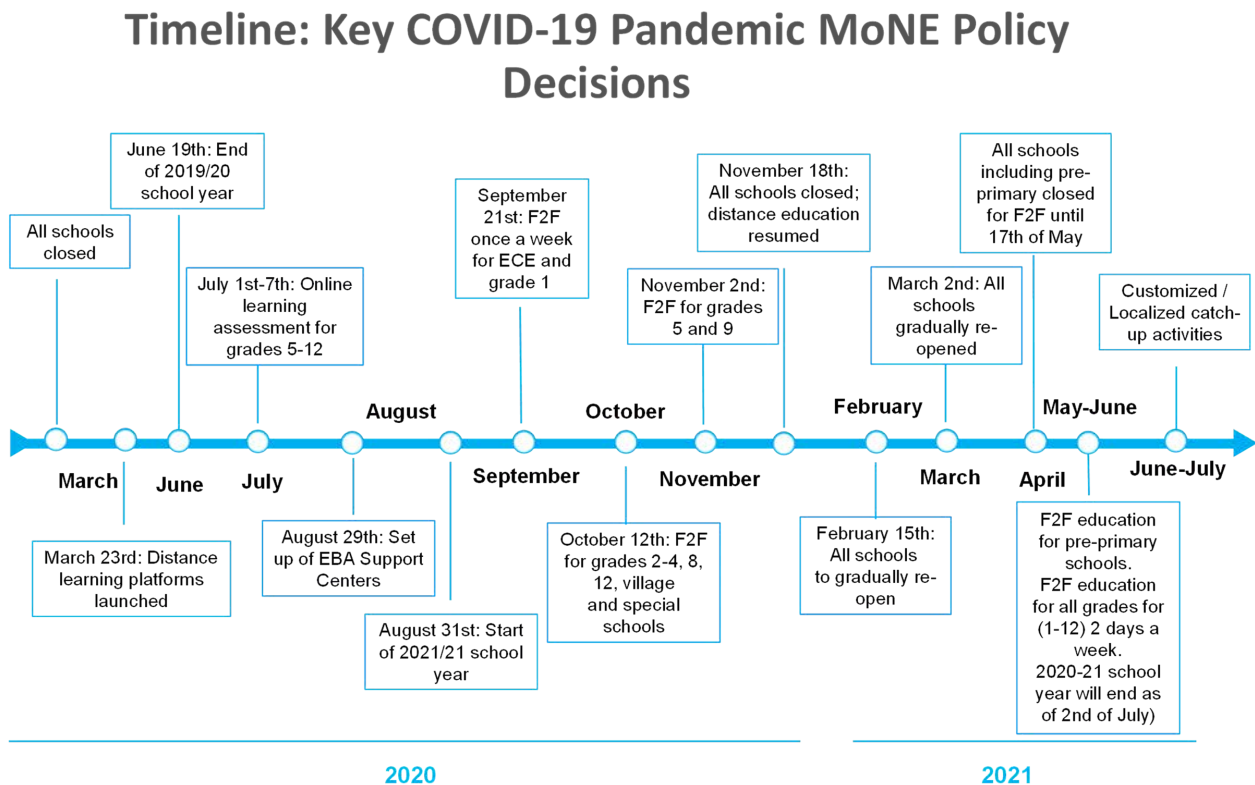 Timeline: Key COVID-19 Pandemic MoNE Policy
Decisions
All schools
closed
June 19th: End
of 2019/20
school year
July 1st-7th: Online
learning
assessment for
grades 5-12
September
21st: F2F
once a week
for ECE and
grade 1
November 2nd:
F2F for grades
5 and 9
November 18th:
All schools closed;
distance education
resumed
March 2nd: All
schools
gradually re-
opened
All schools
including pre-
primary closed
for F2F until
17th of May
Customized /
Localized catch-
up activities
March
June
July
August
September
October
November
February
March
April
May-June
June-July
March 23rd: Distance
learning platforms
launched
August 29th: Set
up of EBA Support
Centers
August 31st: Start
of 2021/21 school
year
October 12th: F2F
for grades 2-4, 8,
12, village
and special
schools
February 15th:
All schools
to gradually re-
open
F2F education
for pre-primary
schools.
F2F education
for all grades for
(1-12) 2 days a
week.
2020-21 school
year will end as
of 2nd of July)
2020
2021